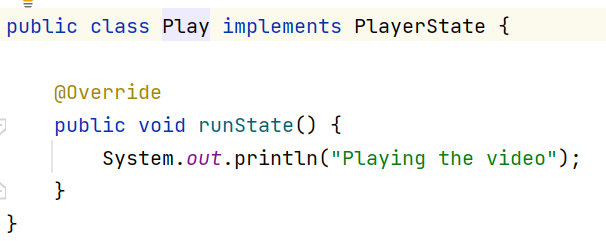 public class Play implements PlayerState {
@Override
public void runState() {
System.out.println("Playing the video");
}
}